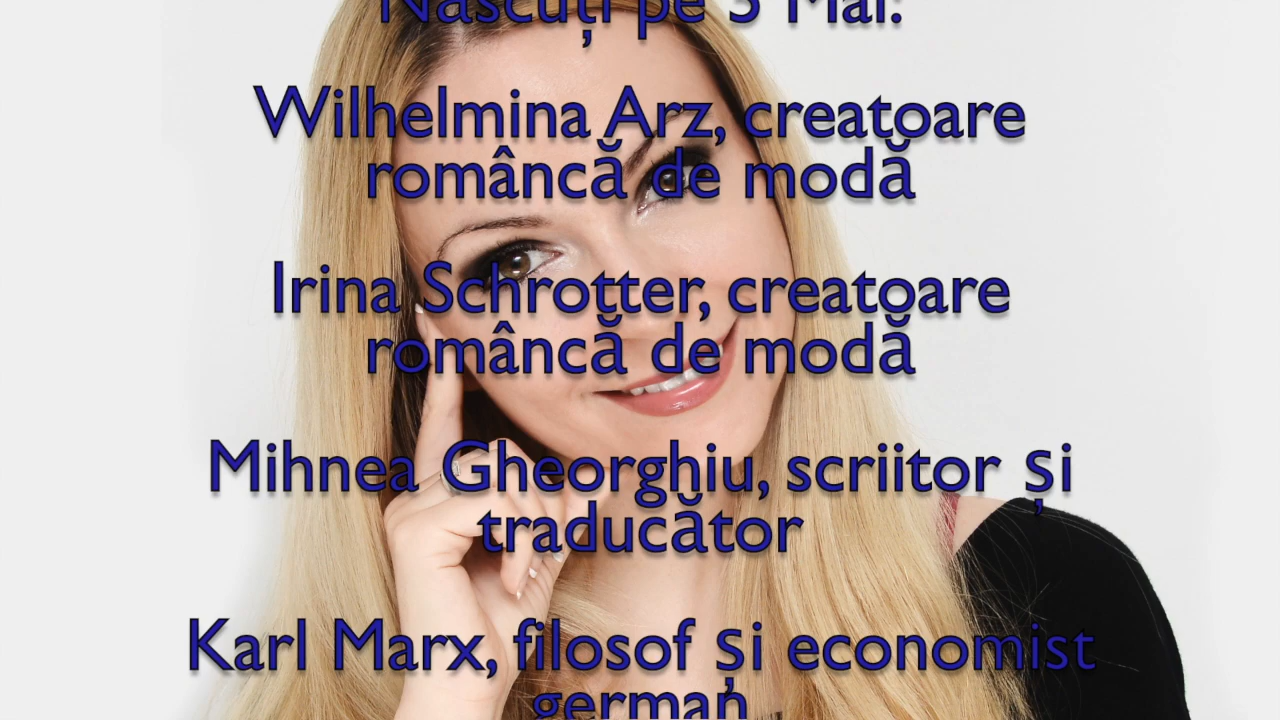 Născuți pe 5 Mai:
Wilhelmina Arz, creatoare
româncă de modă
Irina Schrotter, creatoare
româncă de modă
Mihnea Gheorghiu, scriitor și
traducător
Karl Marx, filosof și economist
german